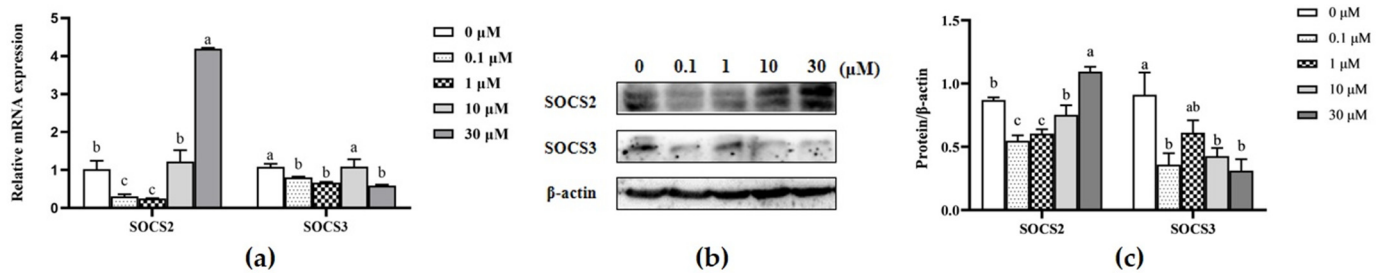 Relative mRNA expression
5
4
3
2
1
0
b
c
c
b
a
a
b
b
a
b
SOCS2 SOCS3
0 μM
0.1 μM
1 μM
10 μM
30 μM
(a)
0 0.1 1 10 30 (μM)
SOCS2
SOCS3
β-actin
(b)
Protein/β-actin
1.5
1.0
0.5
0.0
b
c
c
b
a
a
b
ab
b
b
SOCS2 SOCS3
0 μM
0.1 μM
1 μM
10 μM
30 μM
(c)